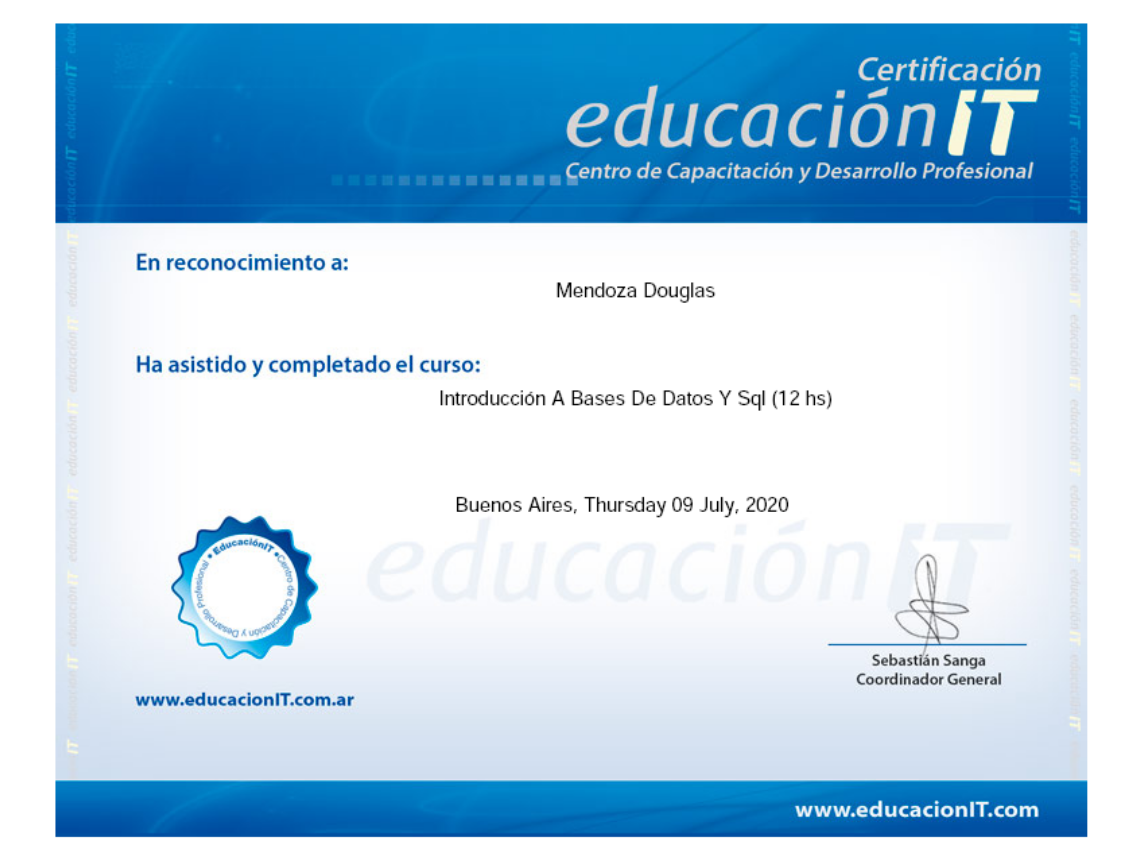 Certificación
educaciónIT
Centro de Capacitación y Desarrollo Profesional
En reconocimiento a:
Mendoza Douglas
Ha asistido y completado el curso:
Introducción A Bases De Datos Y Sql (12 hs)
Buenos Aires, Thursday 09 July, 2020
educaciónIT
EducaciónIT • Centro de Capacitación y Desarrollo Profesional •
Sebastián Sanga
Coordinador General
www.educacionIT.com.ar
www.educacionIT.com